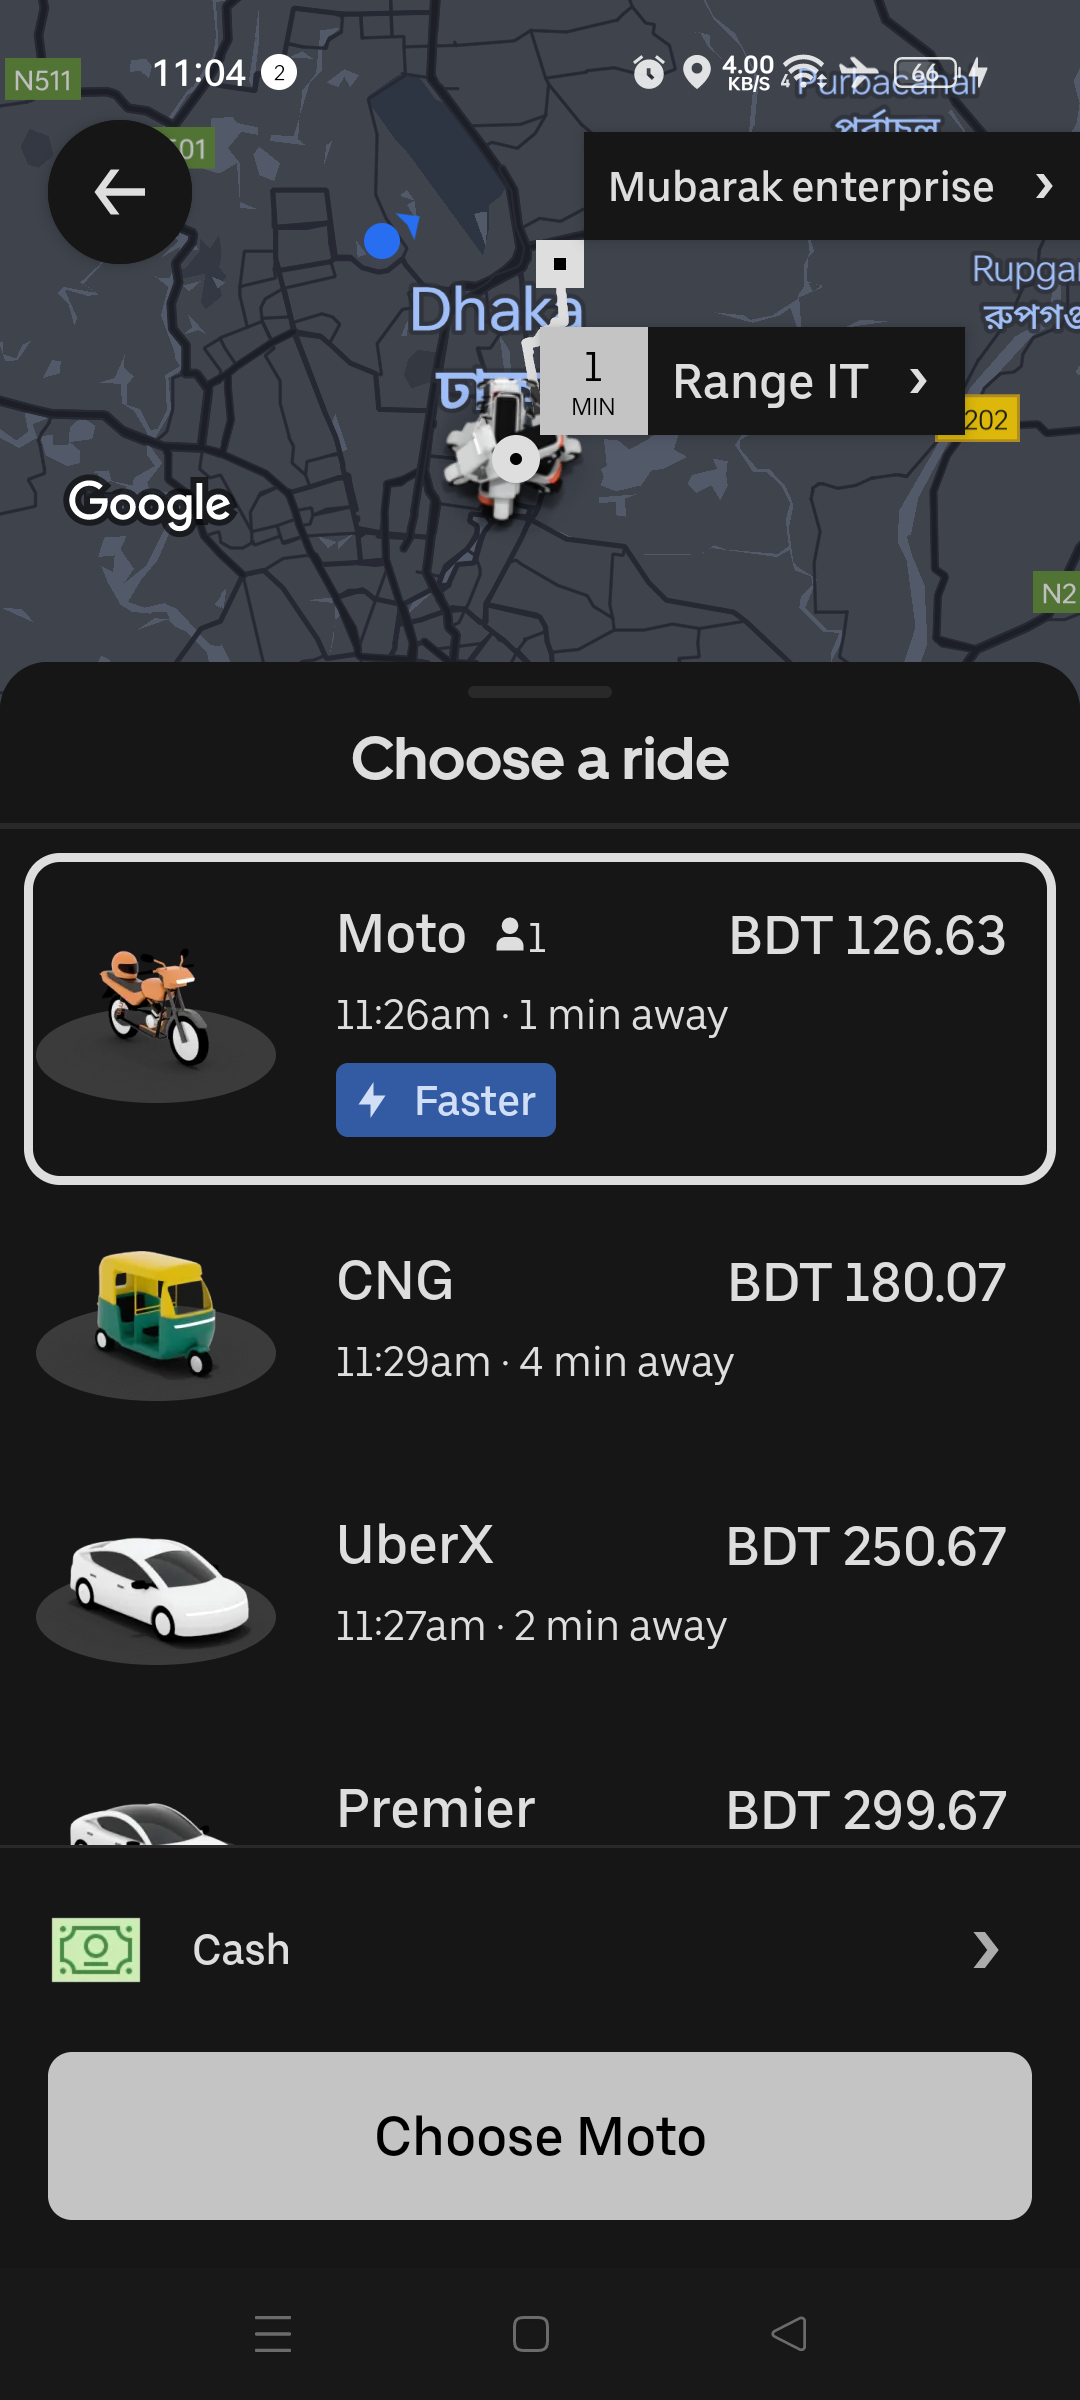 11:04
2
4.00
KB/S
4
66
N511
Purbachal
পূর্বাচল
Mubarak enterprise
Dhaka
1
MIN
Range IT
202
Google
N2
Choose a ride
Moto 1
BDT 126.63
11:26am · 1 min away
Faster
CNG
BDT 180.07
11:29am · 4 min away
UberX
BDT 250.67
11:27am · 2 min away
Premier
BDT 299.67
Cash
Choose Moto